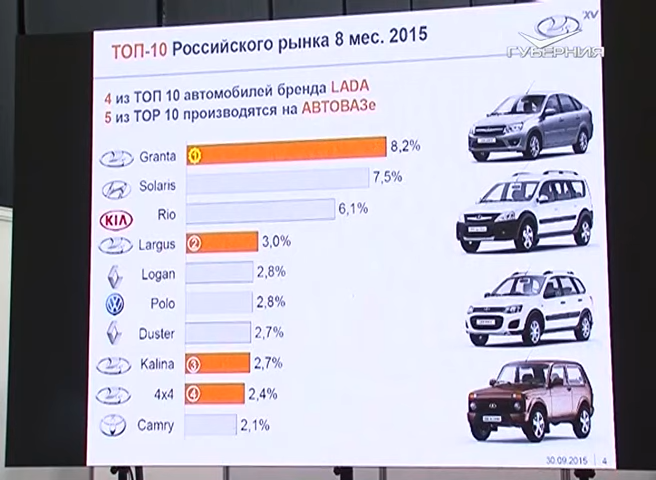 XV
ГУБЕРНИЯ
ТОП-10 Российского рынка 8 мес. 2015
4 из ТОП 10 автомобилей бренда LADA
5 из TOP 10 производятся на АВТОВАЗе
Granta 1 8,2%
Solaris 7,5%
KIA Rio 6,1%
Largus 2 3,0%
Logan 2,8%
Polo 2,8%
Duster 2,7%
Kalina 3 2,7%
4x4 4 2,4%
Camry 2,1%
30.09.2015 4